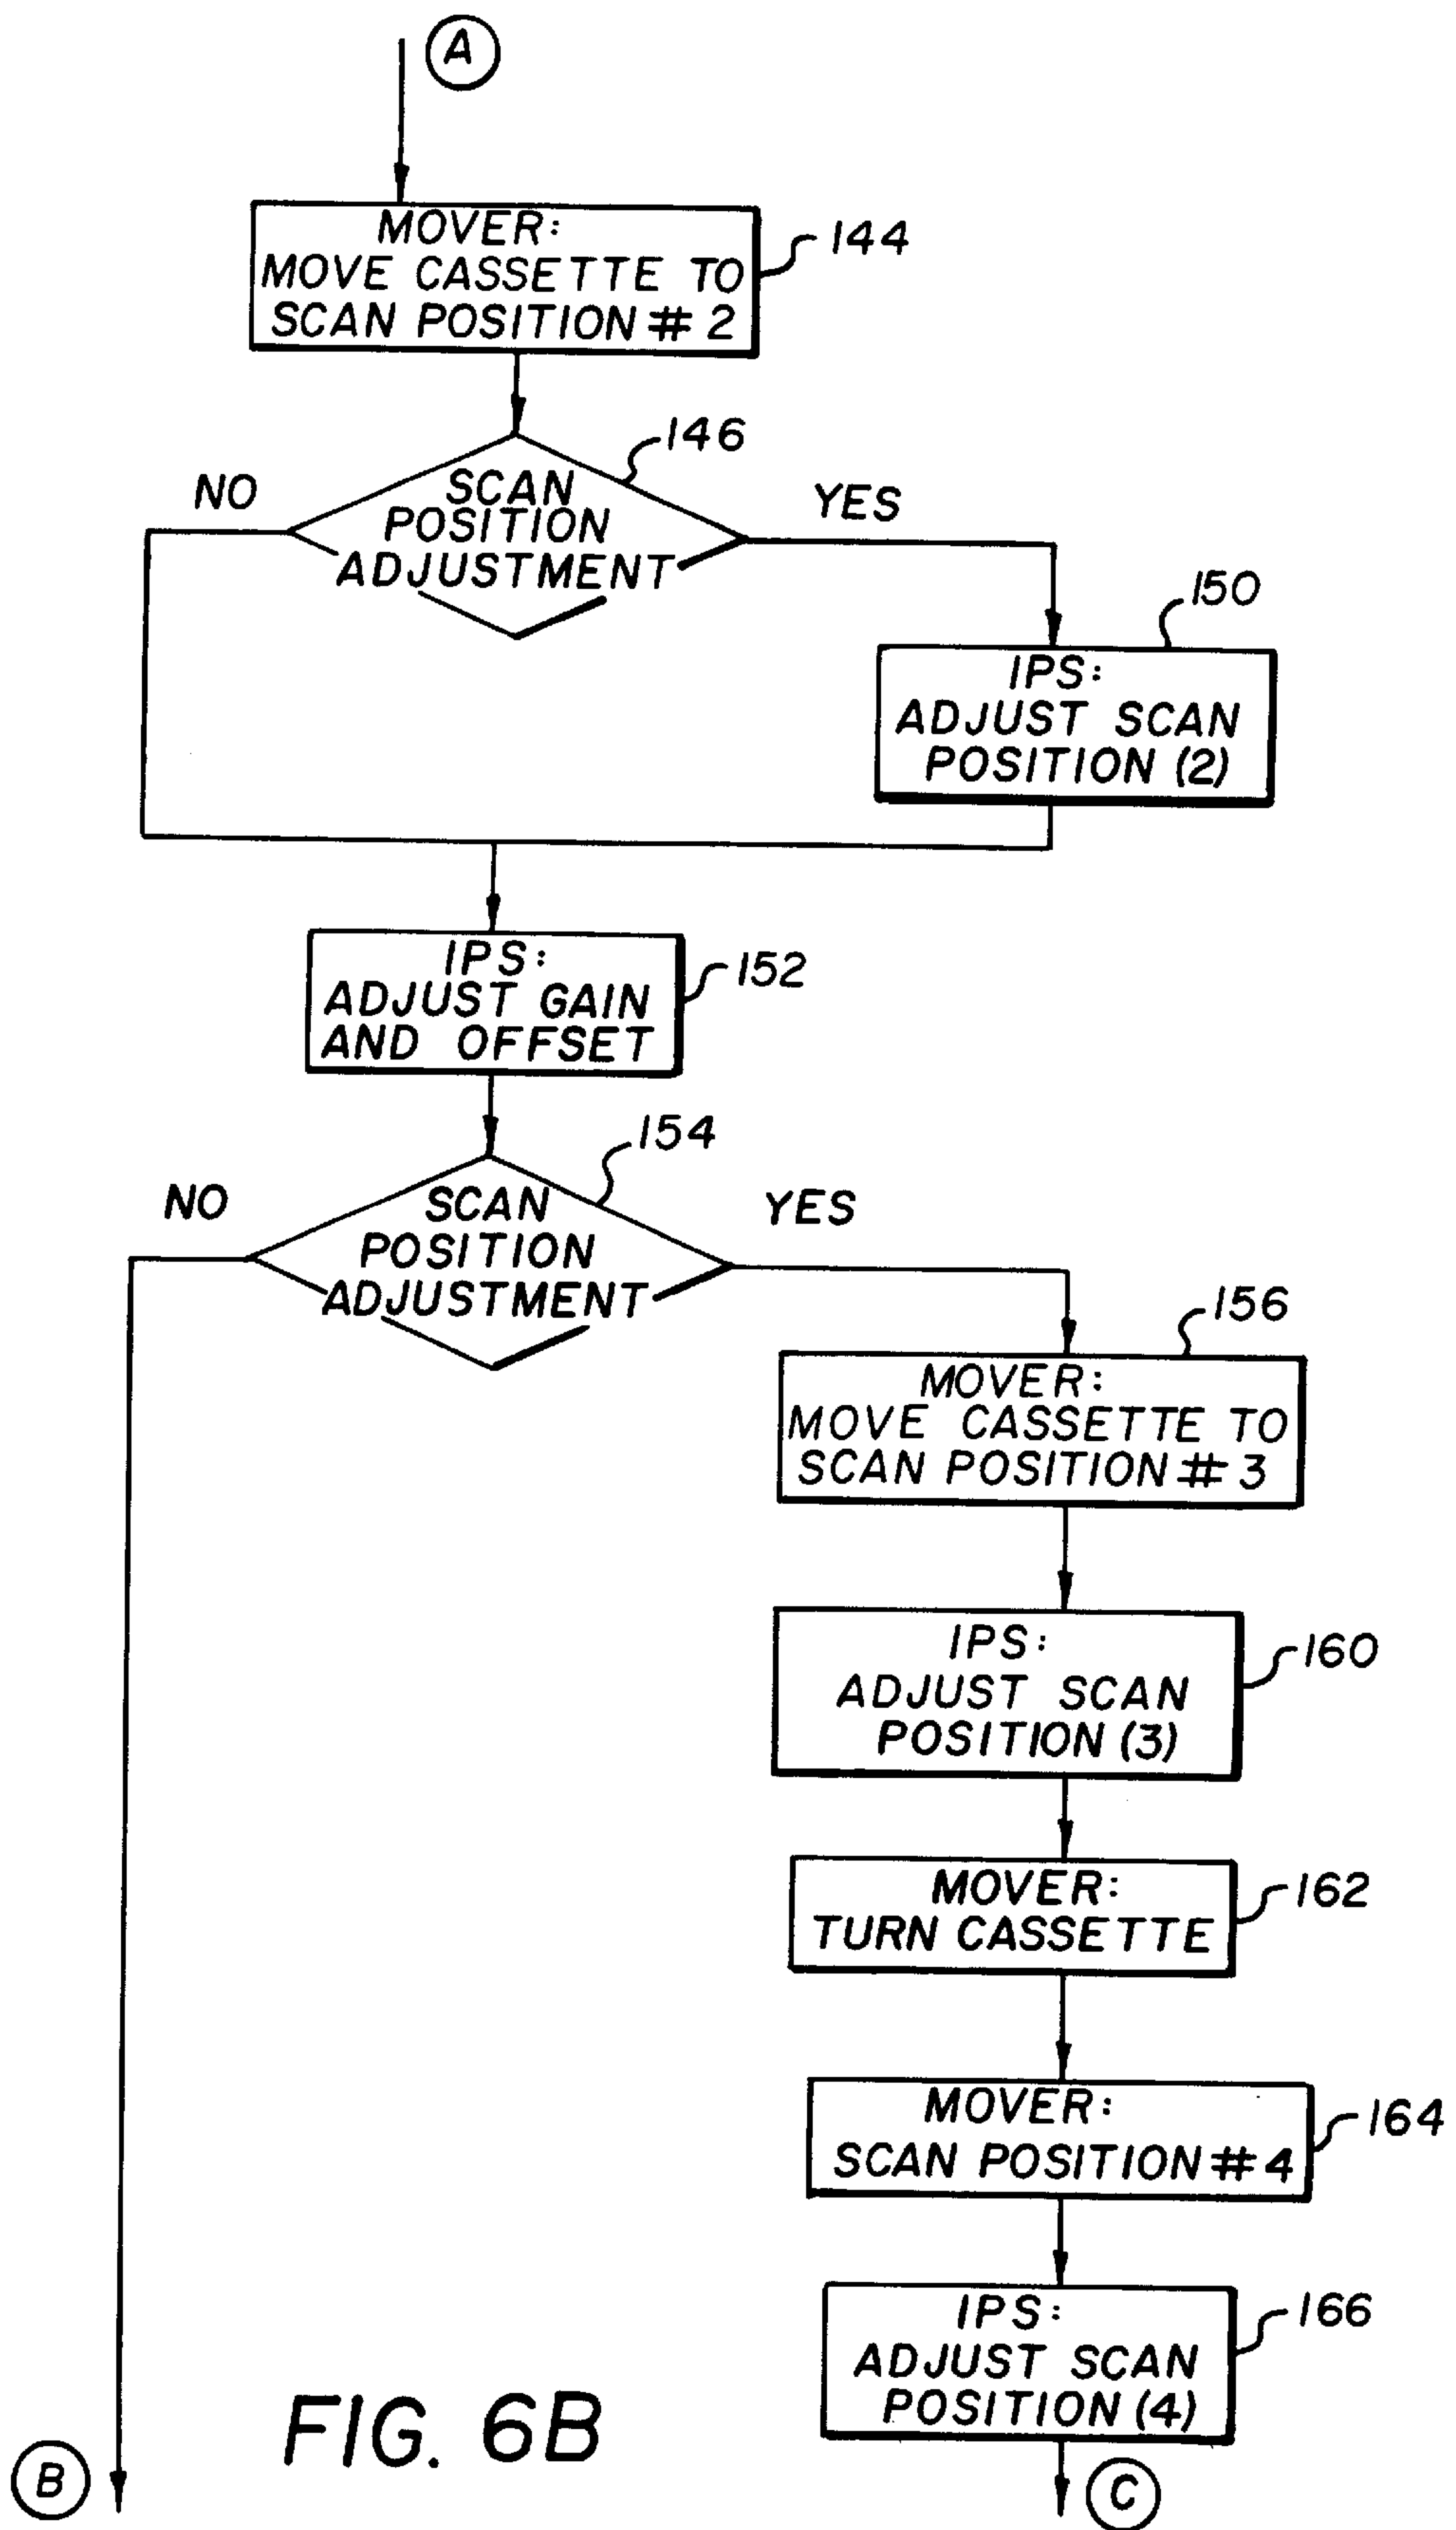 A
MOVER:
MOVE CASSETTE TO
SCAN POSITION # 2
144
146
NO
SCAN
POSITION
ADJUSTMENT
YES
150
IPS:
ADJUST SCAN
POSITION (2)
IPS:
ADJUST GAIN
AND OFFSET
152
154
NO
SCAN
POSITION
ADJUSTMENT
YES
156
MOVER:
MOVE CASSETTE TO
SCAN POSITION # 3
IPS:
ADJUST SCAN
POSITION (3)
160
MOVER:
TURN CASSETTE
162
MOVER:
SCAN POSITION # 4
164
IPS:
ADJUST SCAN
POSITION (4)
166
FIG. 6B
B
C